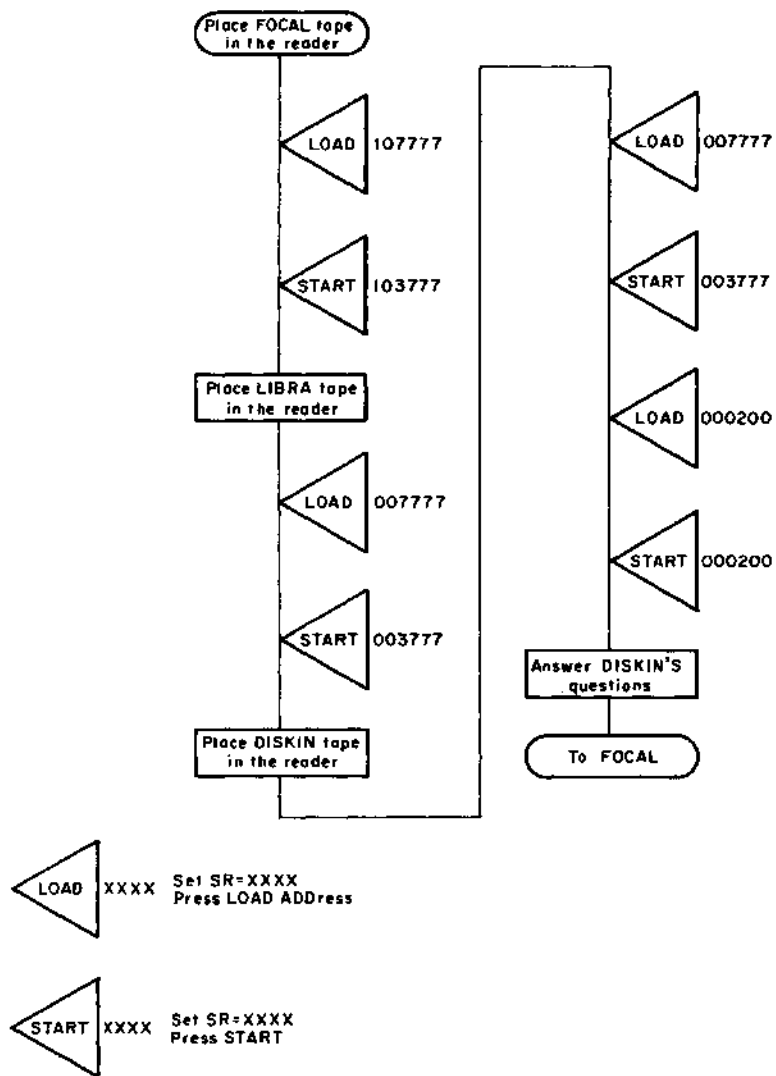 Place FOCAL tape
in the reader
LOAD 107777
START 103777
Place LIBRA tape
in the reader
LOAD 007777
START 003777
Place DISKIN tape
in the reader
LOAD 007777
START 003777
LOAD 000200
START 000200
Answer DISKIN'S
questions
To FOCAL
LOAD XXXX Set SR=XXXX
Press LOAD ADDress
START XXXX Set SR=XXXX
Press START